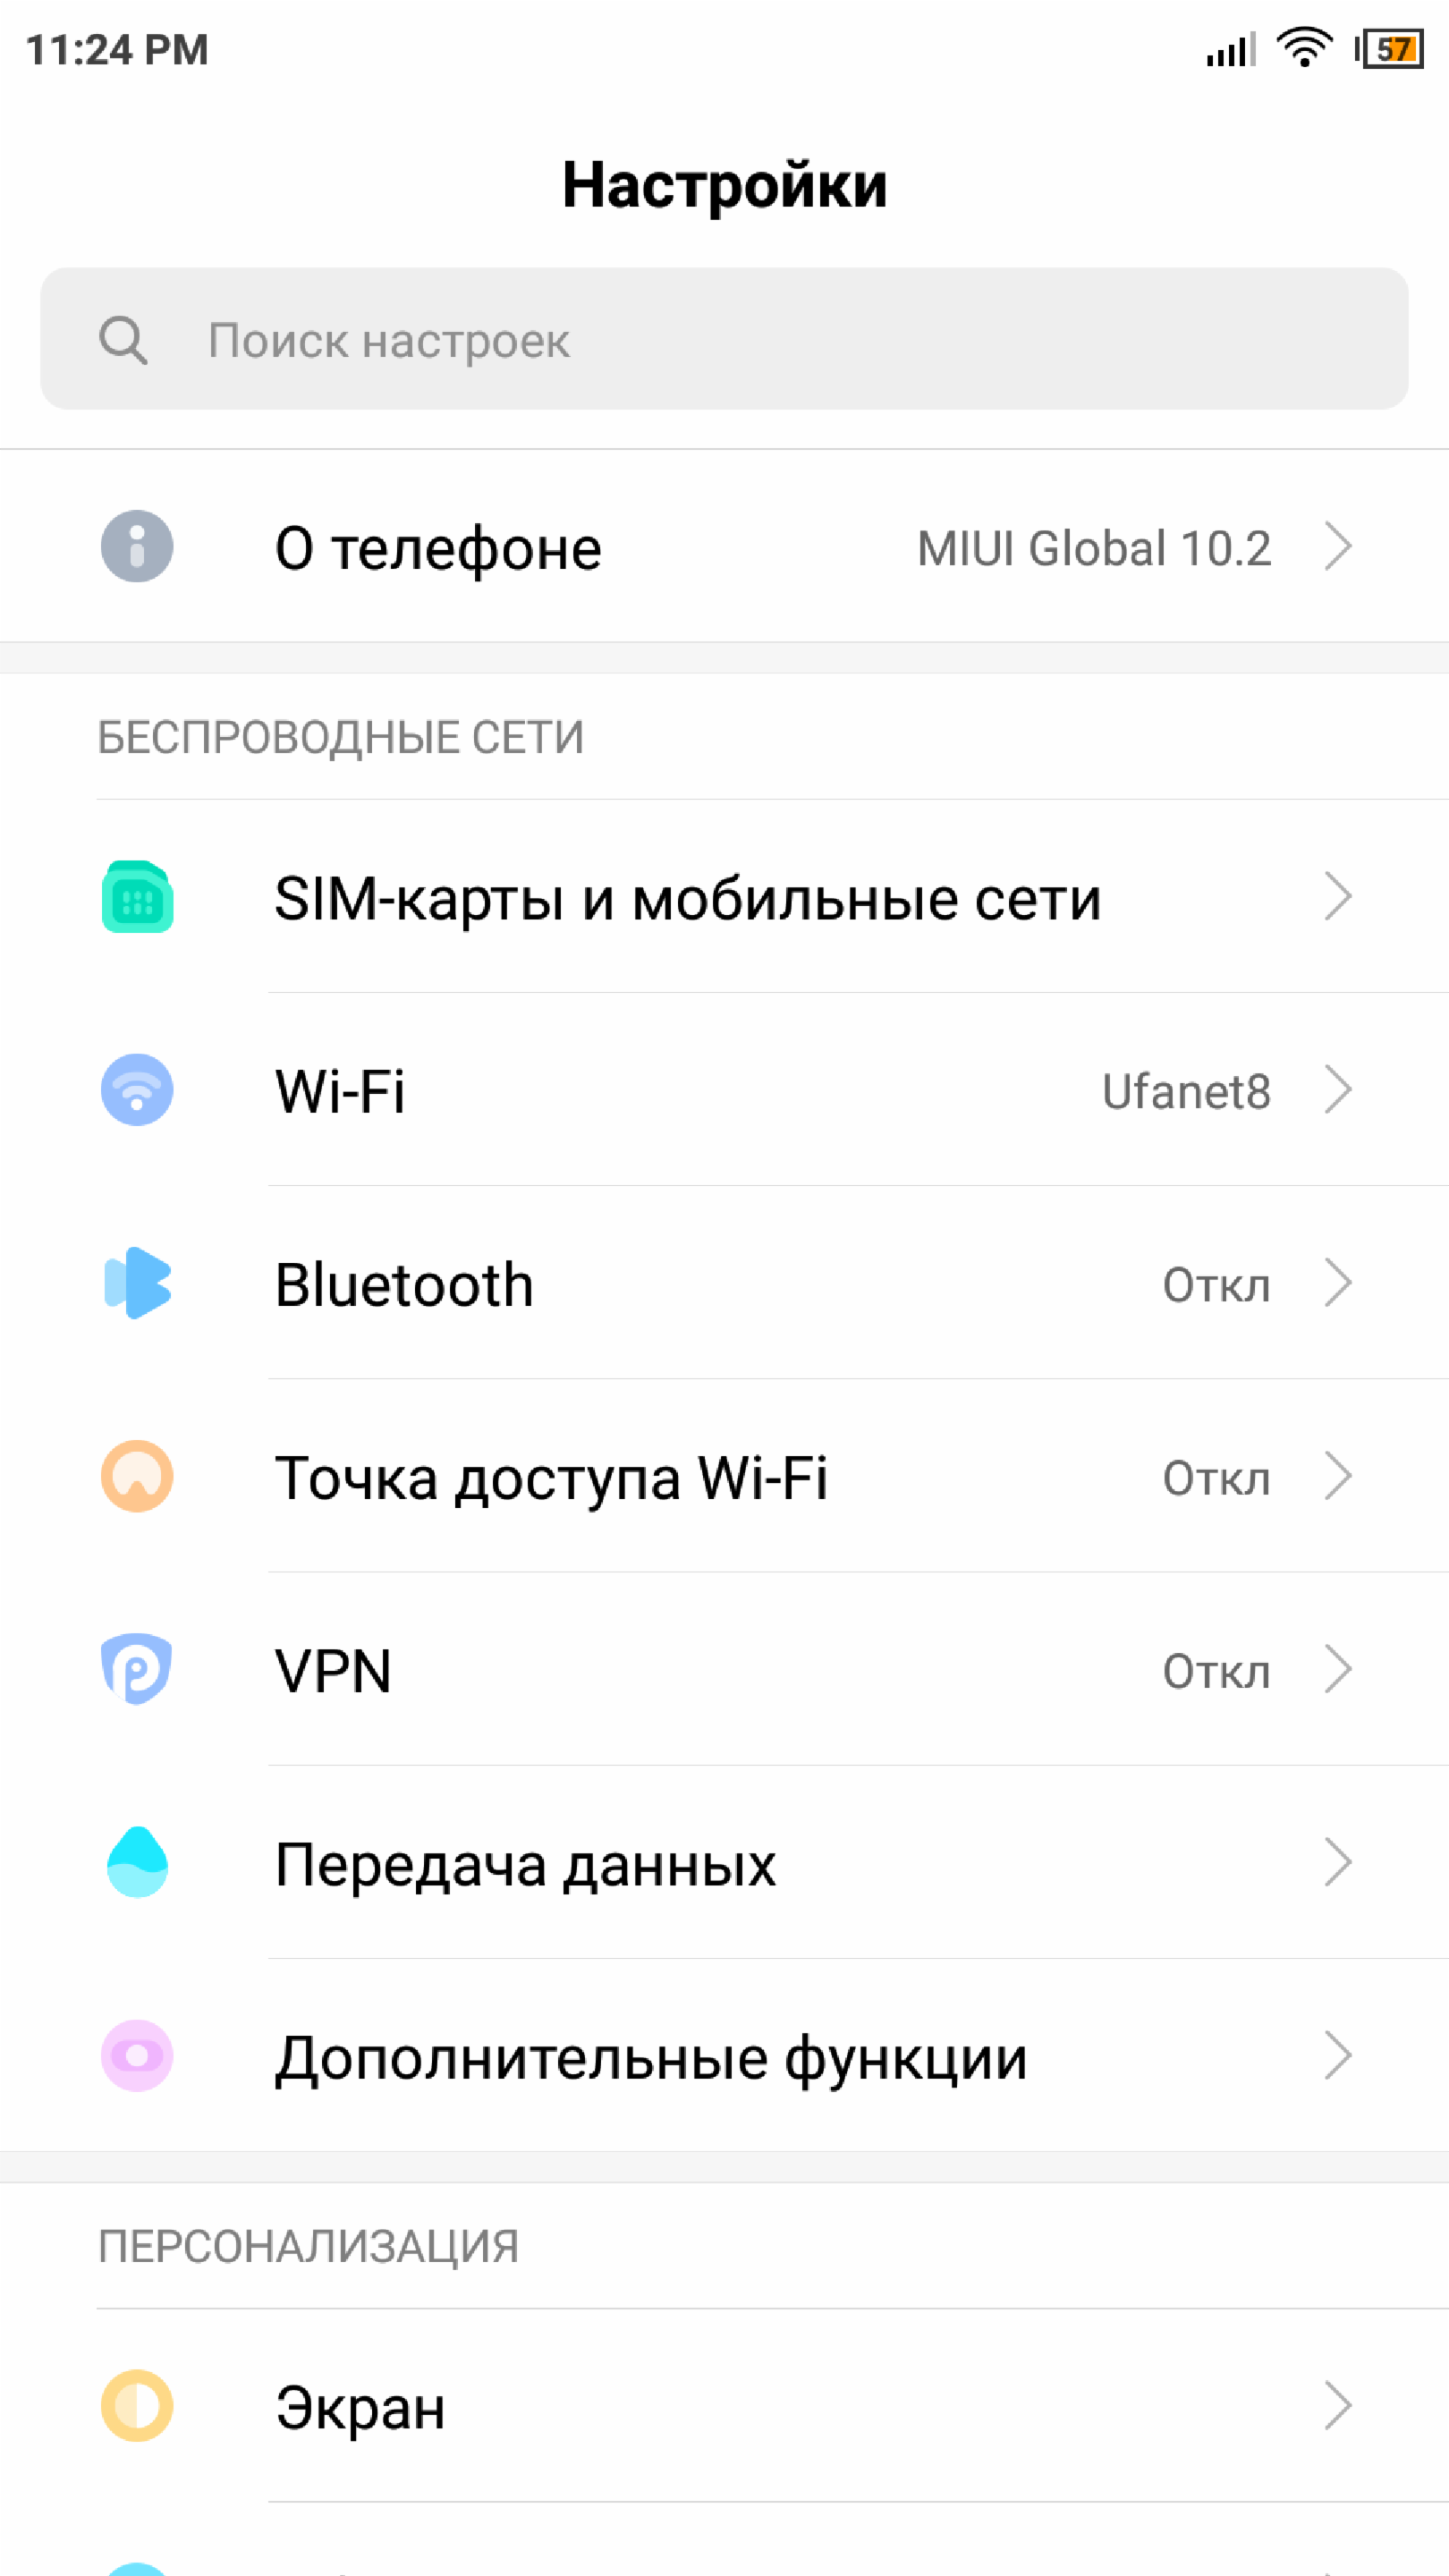 11:24 PM 57
Настройки
Поиск настроек
О телефоне MIUI Global 10.2
БЕСПРОВОДНЫЕ СЕТИ
SIM-карты и мобильные сети
Wi-Fi Ufanet8
Bluetooth Откл
Точка доступа Wi-Fi Откл
VPN Откл
Передача данных
Дополнительные функции
ПЕРСОНАЛИЗАЦИЯ
Экран